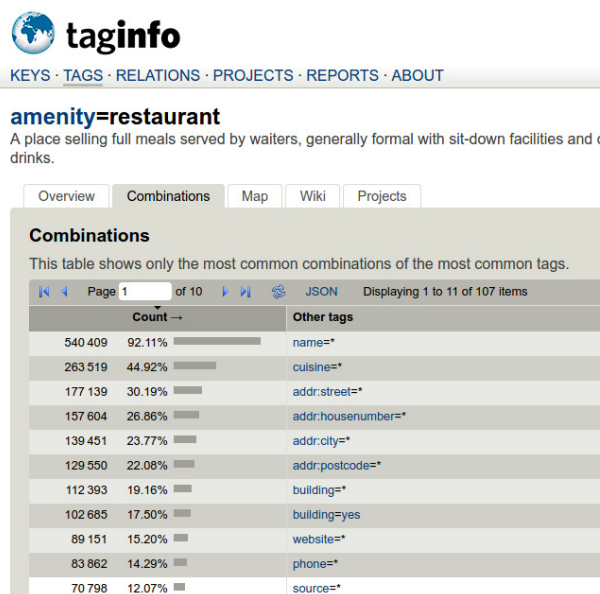 taginfo
KEYS · TAGS · RELATIONS · PROJECTS · REPORTS · ABOUT
amenity=restaurant
A place selling full meals served by waiters, generally formal with sit-down facilities and
drinks.
Overview Combinations Map Wiki Projects
Combinations
This table shows only the most common combinations of the most common tags.
Page 1 of 10 JSON Displaying 1 to 11 of 107 items
Count → Other tags
540 409 92.11% name=*
263 519 44.92% cuisine=*
177 139 30.19% addr:street=*
157 604 26.86% addr:housenumber=*
139 451 23.77% addr:city=*
129 550 22.08% addr:postcode=*
112 393 19.16% building=*
102 685 17.50% building=yes
89 151 15.20% website=*
83 862 14.29% phone=*
70 798 12.07% source=*